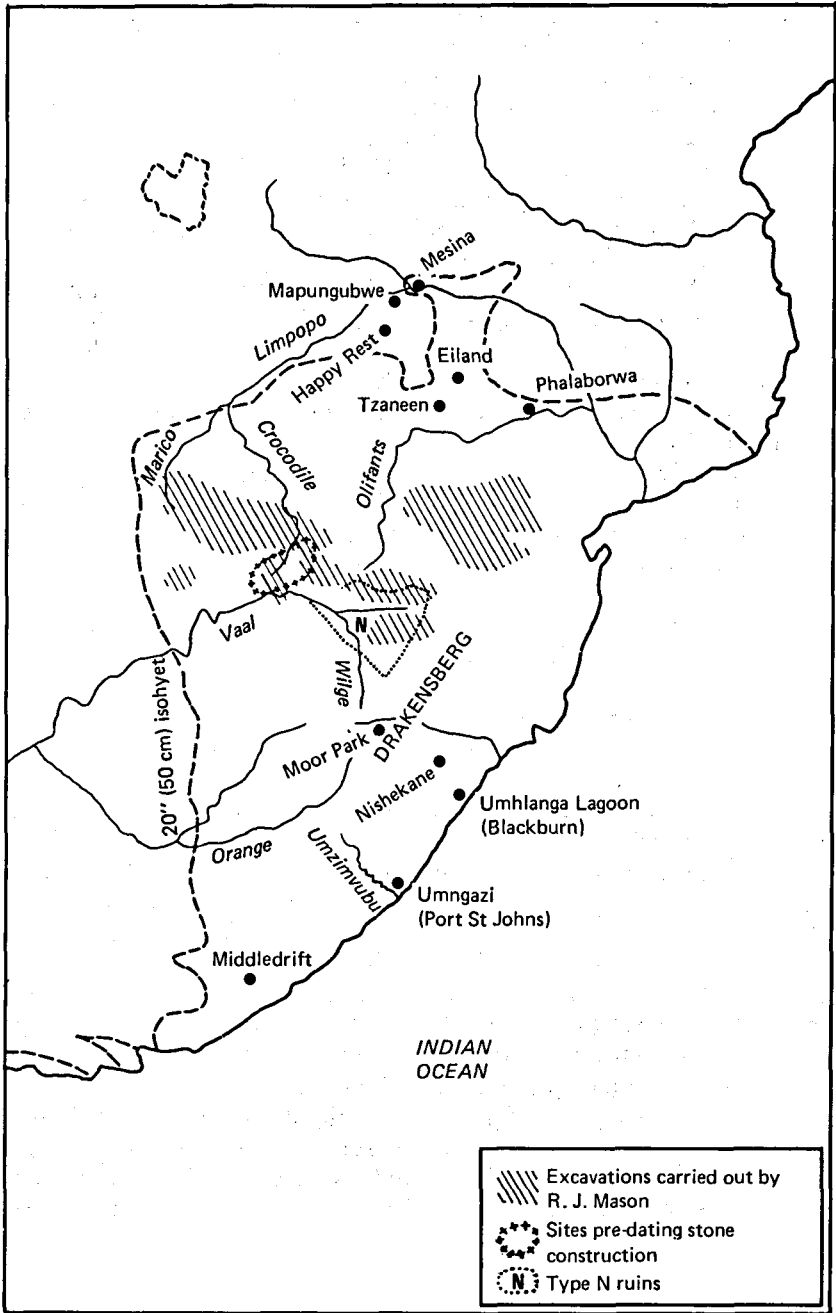 Mesina
Mapungubwe
Limpopo
Happy Rest
Eiland
Phalaborwa
Tzaneen
Marico
Crocodile
Olifants
N
Vaal
Wilge
20" (50 cm) isohyet
DRAKENSBERG
Moor Park
Nishekane
Umhlanga Lagoon
(Blackburn)
Orange
Umzimvubu
Umngazi
(Port St Johns)
Middledrift
INDIAN
OCEAN
Excavations carried out by
R. J. Mason
Sites pre-dating stone
construction
N Type N ruins